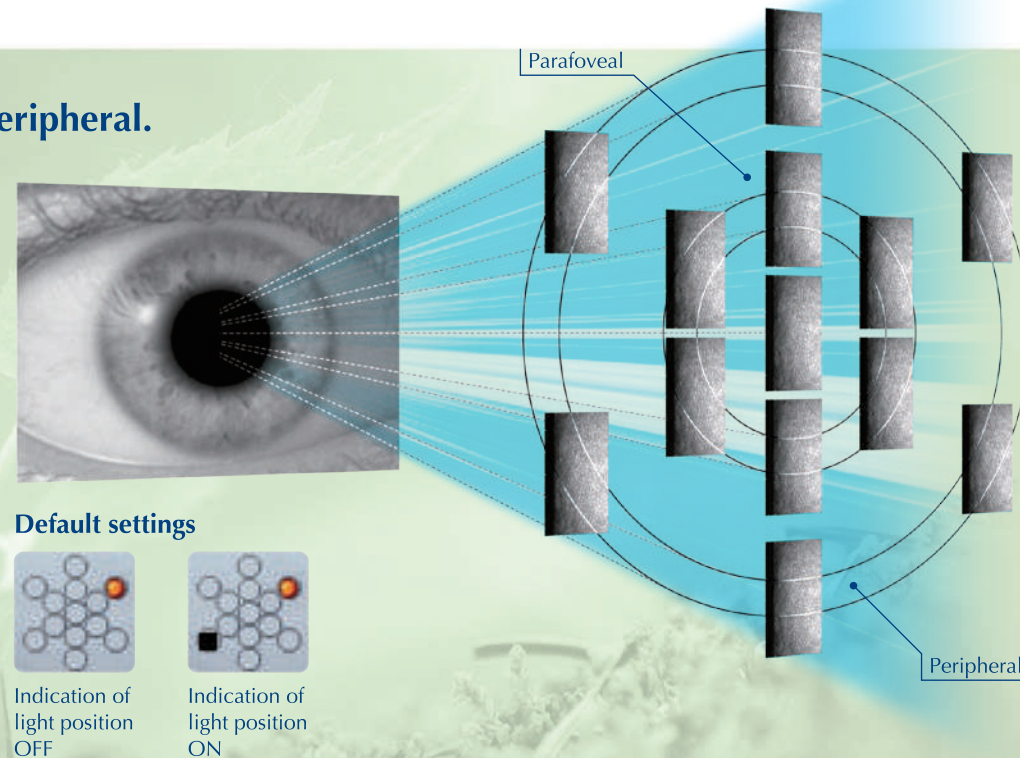 Parafoveal
eripheral.
Default settings
Indication of
light position
OFF
Indication of
light position
ON
Peripheral